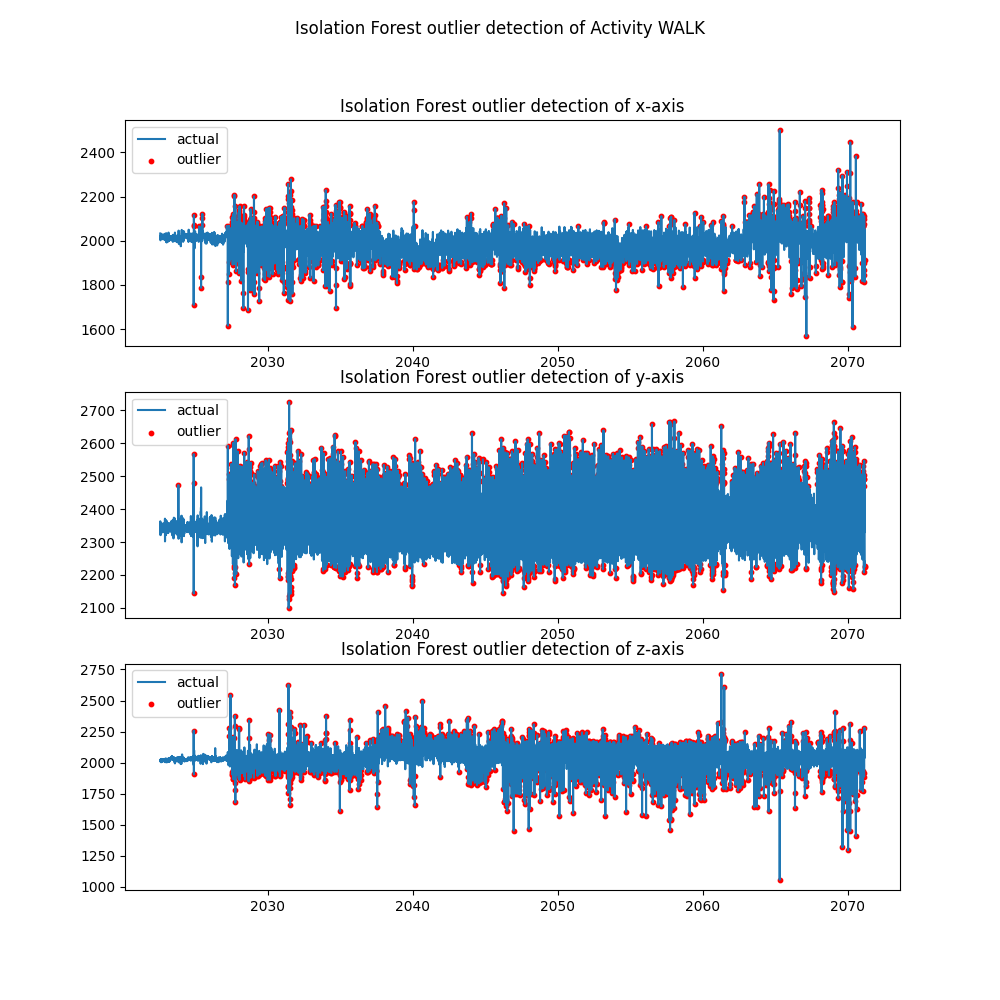 Isolation Forest outlier detection of Activity WALK
Isolation Forest outlier detection of x-axis
actual
outlier
2400
2200
2000
1800
1600
2030 2040 2050 2060 2070
Isolation Forest outlier detection of y-axis
actual
outlier
2700
2600
2500
2400
2300
2200
2100
2030 2040 2050 2060 2070
Isolation Forest outlier detection of z-axis
actual
outlier
2750
2500
2250
2000
1750
1500
1250
1000
2030 2040 2050 2060 2070